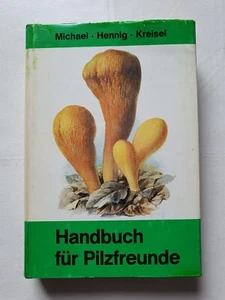 Michael · Hennig · Kreisel
Handbuch
für Pilzfreunde